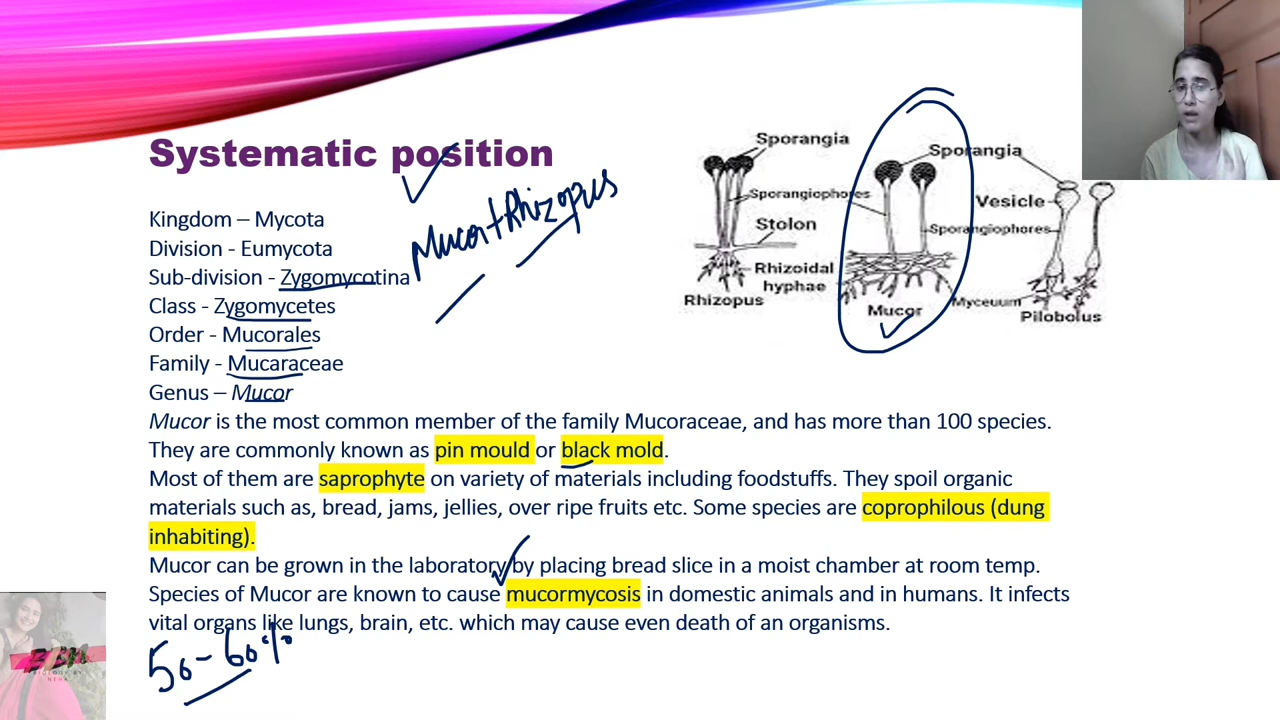 Systematic position
Mucor + Rhizopus
Kingdom – Mycota
Division - Eumycota
Sub-division - Zygomycotina
Class - Zygomycetes
Order - Mucorales
Family - Mucaraceae
Genus – Mucor
Mucor is the most common member of the family Mucoraceae, and has more than 100 species.
They are commonly known as pin mould or black mold.
Most of them are saprophyte on variety of materials including foodstuffs. They spoil organic
materials such as, bread, jams, jellies, over ripe fruits etc. Some species are coprophilous (dung
inhabiting).
Mucor can be grown in the laboratory by placing bread slice in a moist chamber at room temp.
Species of Mucor are known to cause mucormycosis in domestic animals and in humans. It infects
vital organs like lungs, brain, etc. which may cause even death of an organisms.
50-60%
Sporangia
Sporangiophores
Stolon
Rhizoidal
hyphae
Rhizopus
Mucor
Sporangia
Vesicle
Sporangiophores
Myceuum
Pilobolus
BIOLOGY BY
NEHA